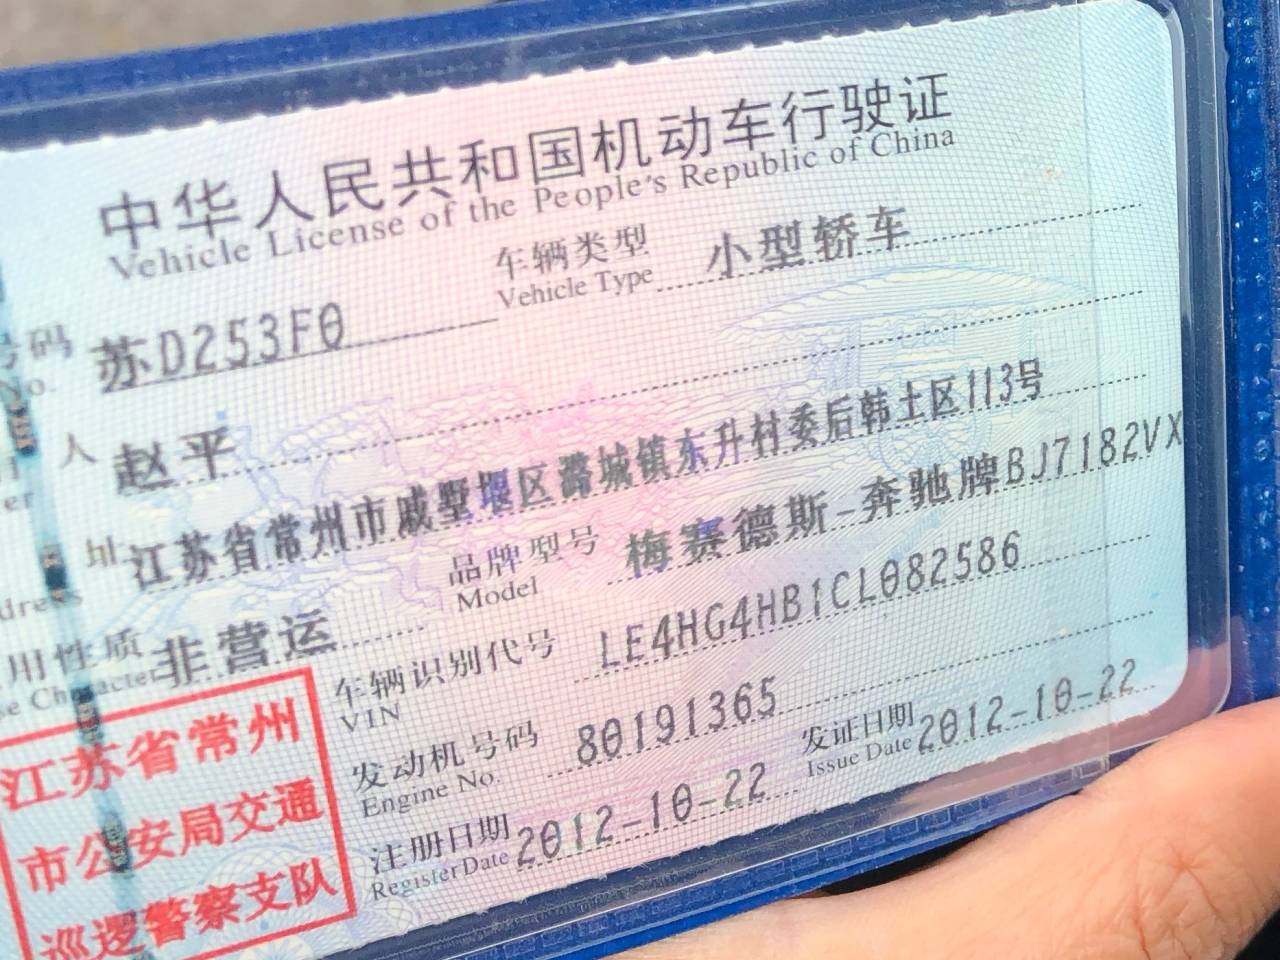 中华人民共和国机动车行驶证
Vehicle License of the People's Republic of China
号码 苏D253F0 车辆类型 小型轿车
No. Vehicle Type
人 赵平
er
址 江苏省常州市戚墅堰区潞城镇东升村委后韩土区113号
dress
用性质 非营运 品牌型号 梅赛德斯-奔驰牌BJ7182VX
se Character Model
车辆识别代号 LE4HG4HB1CL082586
VIN
发动机号码 80191365
Engine No.
注册日期 2012-10-22 发证日期 2012-10-22
Register Date Issue Date
江苏省常州
市公安局交通
巡逻警察支队